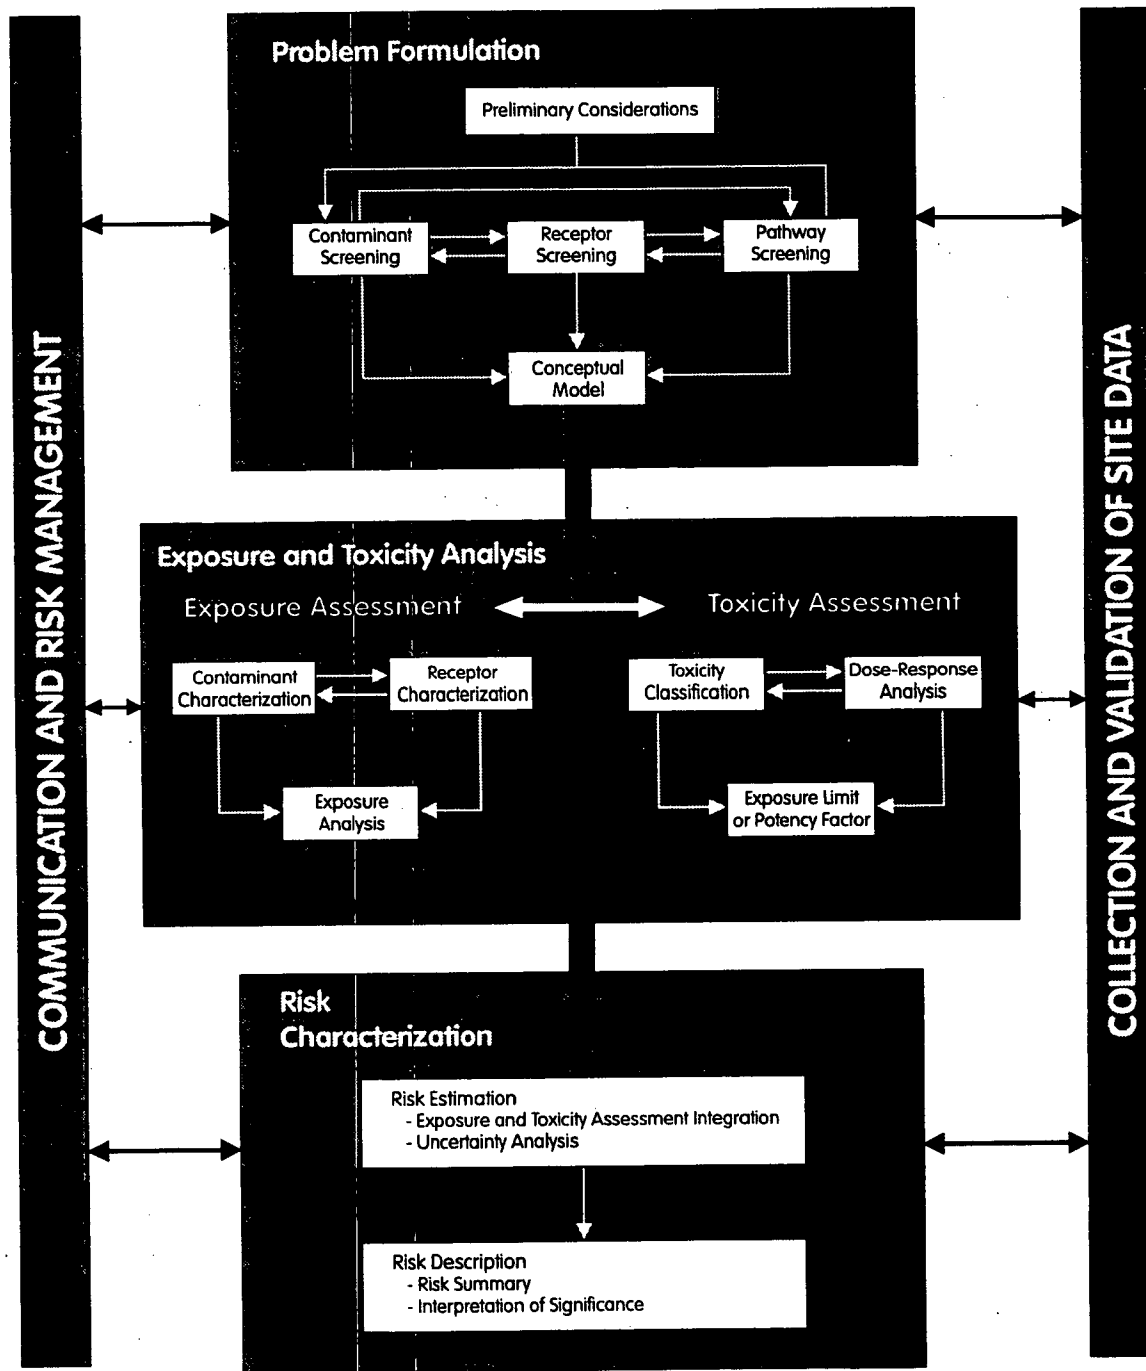 COMMUNICATION AND RISK MANAGEMENT
Problem Formulation
Preliminary Considerations
Contaminant
Screening
Receptor
Screening
Pathway
Screening
Conceptual
Model
Exposure and Toxicity Analysis
Exposure Assessment
Toxicity Assessment
Contaminant
Characterization
Receptor
Characterization
Toxicity
Classification
Dose-Response
Analysis
Exposure
Analysis
Exposure Limit
or Potency Factor
Risk
Characterization
Risk Estimation
- Exposure and Toxicity Assessment Integration
- Uncertainty Analysis
Risk Description
- Risk Summary
- Interpretation of Significance
COLLECTION AND VALIDATION OF SITE DATA